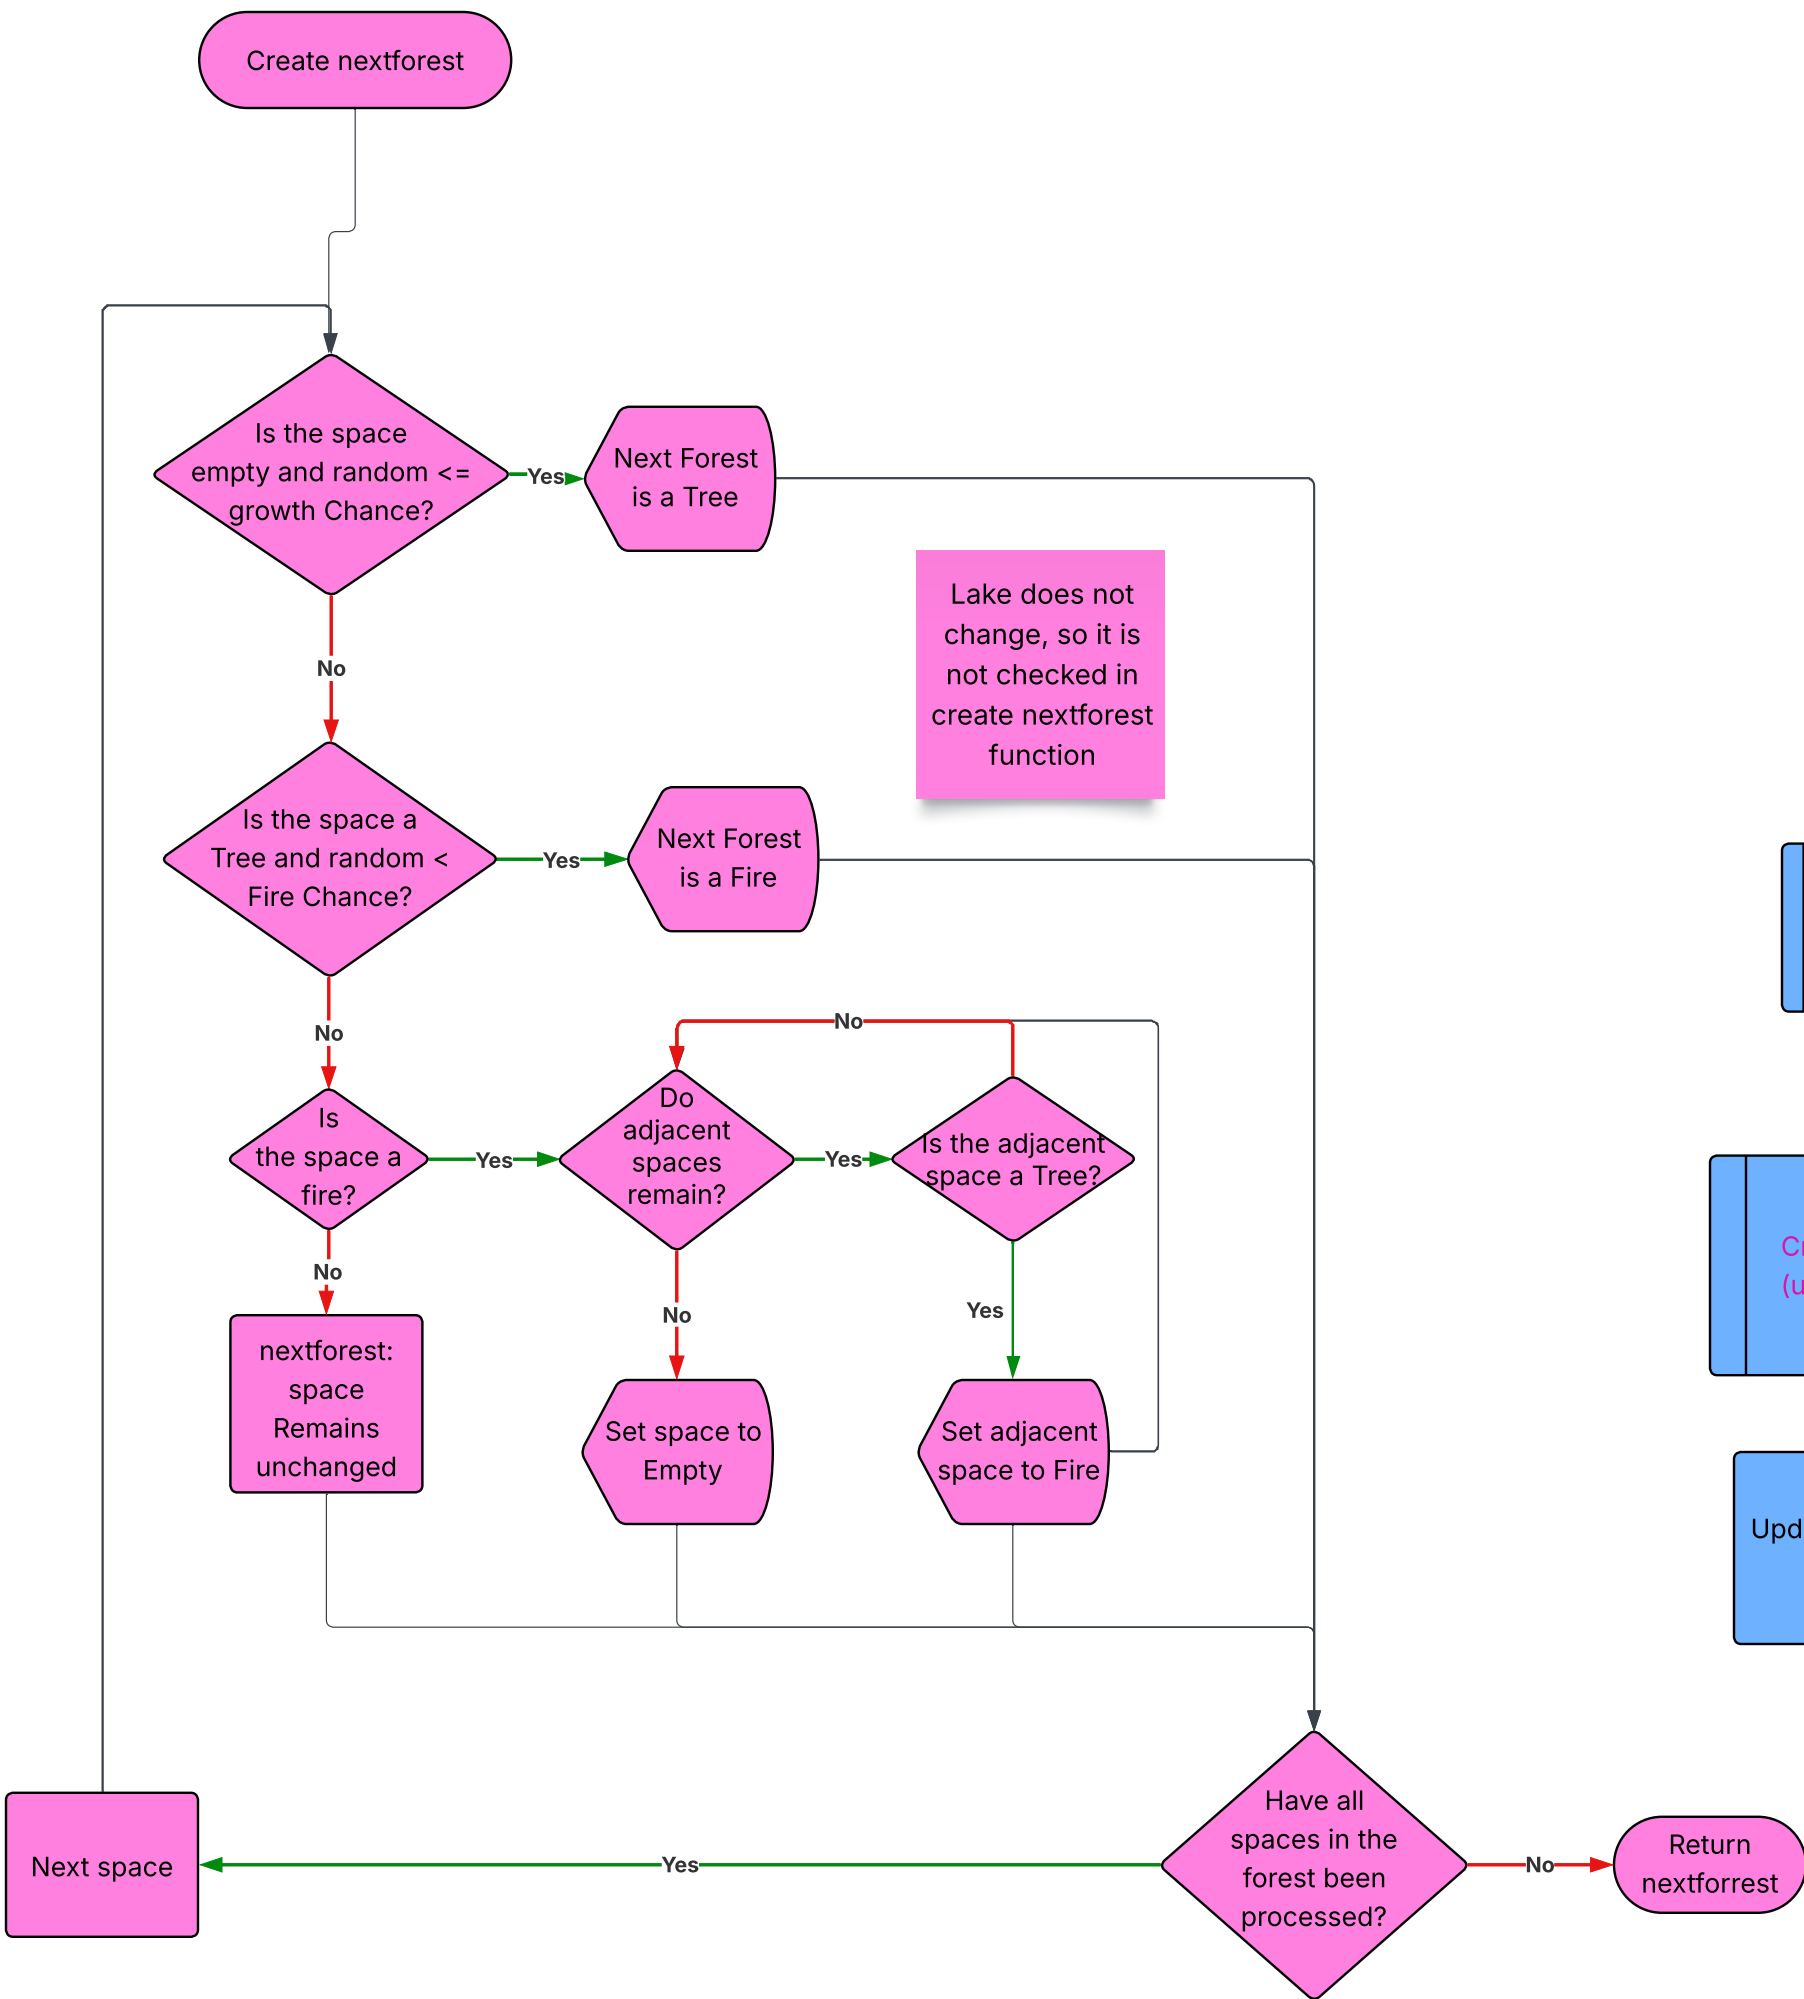 Create nextforest
Is the space
empty and random <=
growth Chance?
Yes
Next Forest
is a Tree
Lake does not
change, so it is
not checked in
create nextforest
function
No
Is the space a
Tree and random <
Fire Chance?
Yes
Next Forest
is a Fire
No
No
Is
the space a
fire?
Yes
Do
adjacent
spaces
remain?
Yes
Is the adjacent
space a Tree?
No
No
Yes
nextforest:
space
Remains
unchanged
Set space to
Empty
Set adjacent
space to Fire
(u
Upd
Next space
Yes
Have all
spaces in the
forest been
processed?
No
Return
nextforrest